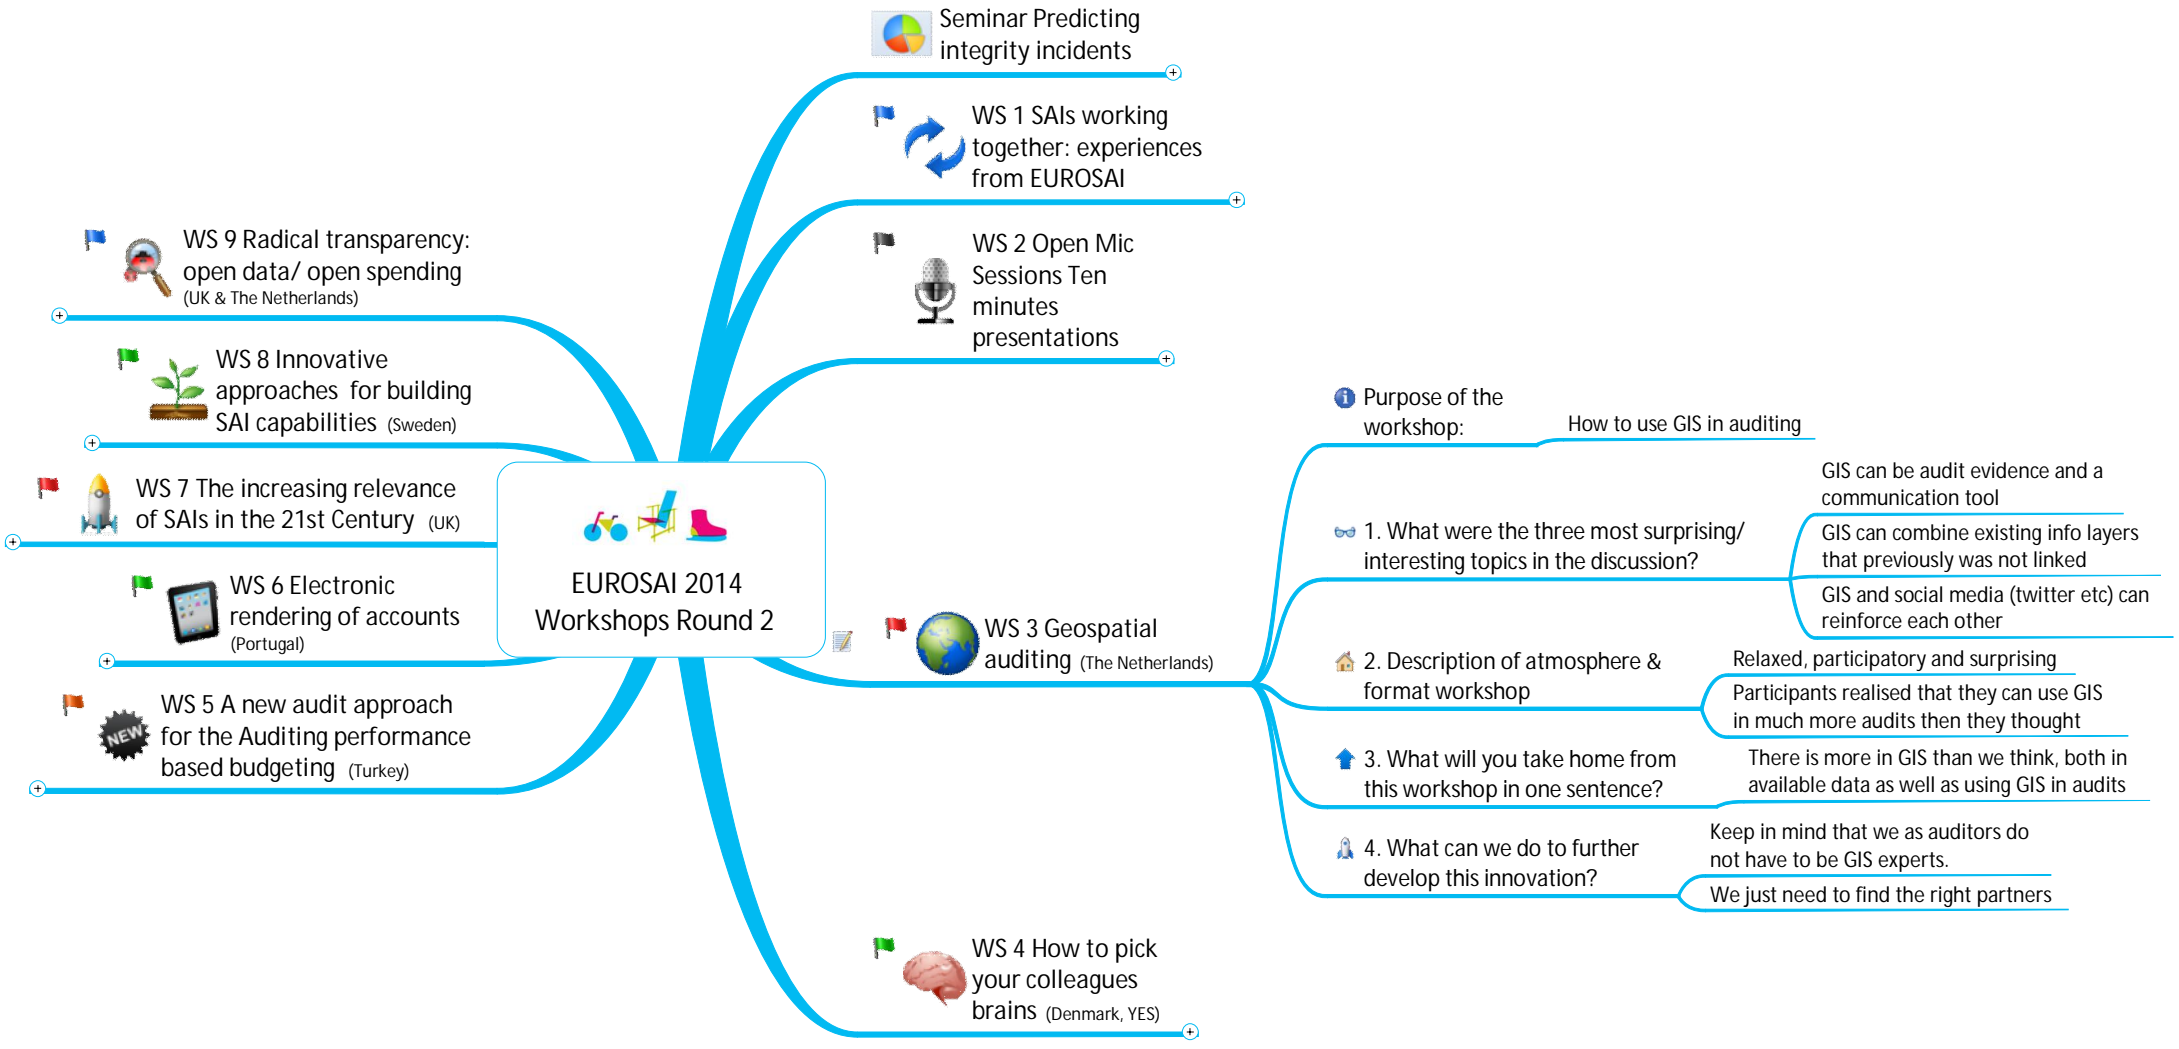 Seminar Predicting
integrity incidents
WS 1 SAIs working
together: experiences
from EUROSAI
WS 2 Open Mic
Sessions Ten
minutes
presentations
WS 9 Radical transparency:
open data/ open spending
(UK & The Netherlands)
WS 8 Innovative
approaches for building
SAI capabilities (Sweden)
WS 7 The increasing relevance
of SAIs in the 21st Century (UK)
WS 6 Electronic
rendering of accounts
(Portugal)
WS 5 A new audit approach
for the Auditing performance
based budgeting (Turkey)
NEW
EUROSAI 2014
Workshops Round 2
WS 3 Geospatial
auditing (The Netherlands)
Purpose of the
workshop:
How to use GIS in auditing
1. What were the three most surprising/
interesting topics in the discussion?
GIS can be audit evidence and a
communication tool
GIS can combine existing info layers
that previously was not linked
GIS and social media (twitter etc) can
reinforce each other
2. Description of atmosphere &
format workshop
Relaxed, participatory and surprising
Participants realised that they can use GIS
in much more audits then they thought
3. What will you take home from
this workshop in one sentence?
There is more in GIS than we think, both in
available data as well as using GIS in audits
4. What can we do to further
develop this innovation?
Keep in mind that we as auditors do
not have to be GIS experts.
We just need to find the right partners
WS 4 How to pick
your colleagues
brains (Denmark, YES)